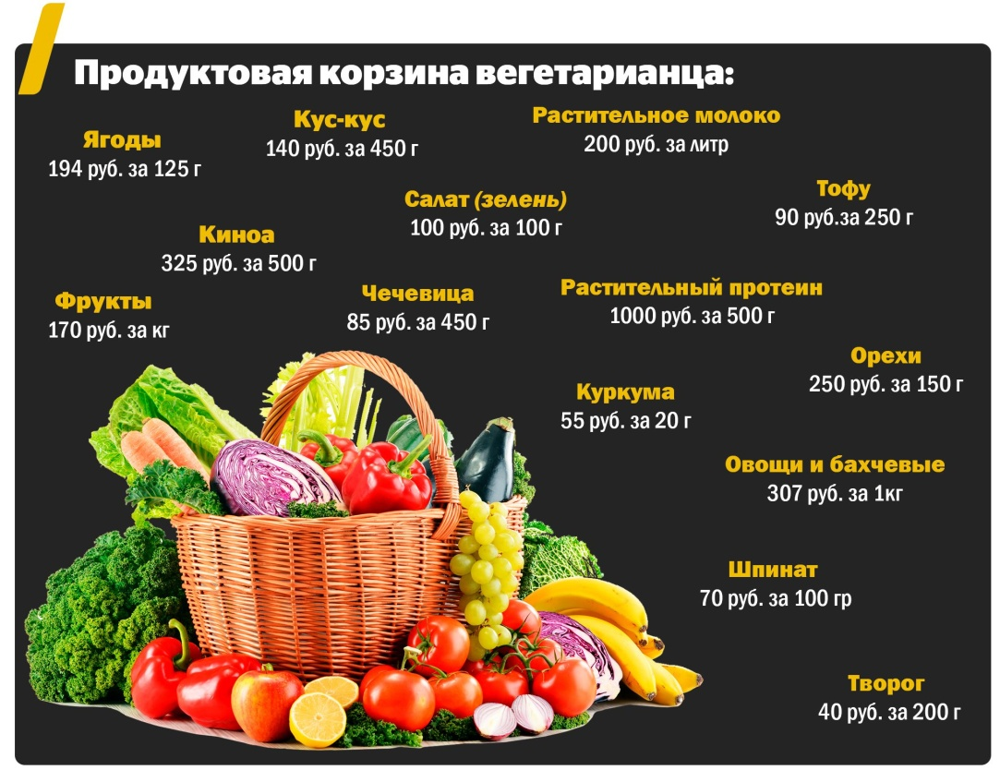 Продуктовая корзина вегетарианца:
Ягоды
194 руб. за 125 г
Кус-кус
140 руб. за 450 г
Растительное молоко
200 руб. за литр
Салат (зелень)
100 руб. за 100 г
Тофу
90 руб.за 250 г
Киноа
325 руб. за 500 г
Фрукты
170 руб. за кг
Чечевица
85 руб. за 450 г
Растительный протеин
1000 руб. за 500 г
Орехи
250 руб. за 150 г
Куркума
55 руб. за 20 г
Овощи и бахчевые
307 руб. за 1кг
Шпинат
70 руб. за 100 гр
Творог
40 руб. за 200 г